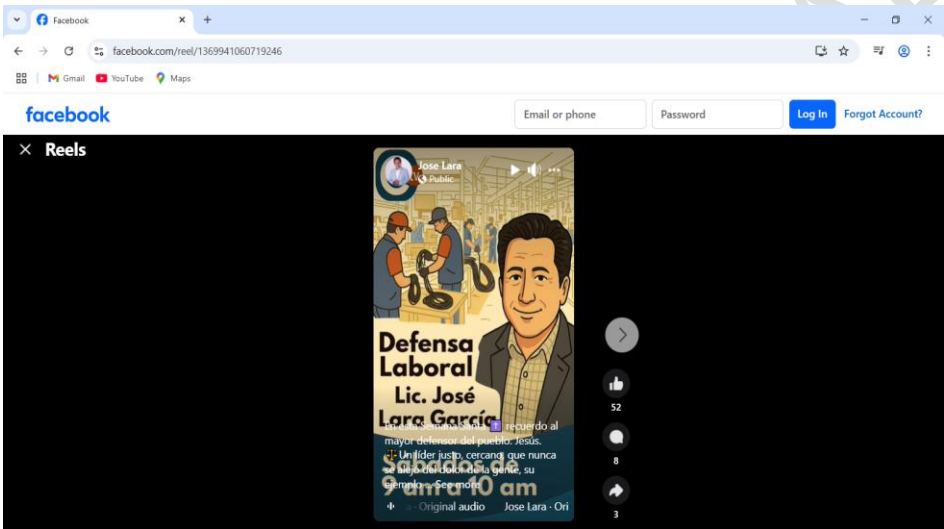 Facebook
facebook.com/reel/1369941060719246
Gmail YouTube Maps
facebook
Email or phone
Password
Log In
Forgot Account?
Reels
Jose Lara
Public
Defensa
Laboral
Lic. José
Lara García
En esta Semana Santa ✝️ recuerdo al
mayor defensor del pueblo: Jesús.
⚖️ Un líder justo, cercano, que nunca
se alejó del dolor de la gente, su
ejemplo ... See more
Sábados de
9 am a 10 am
Original audio Jose Lara · Ori
52
8
3